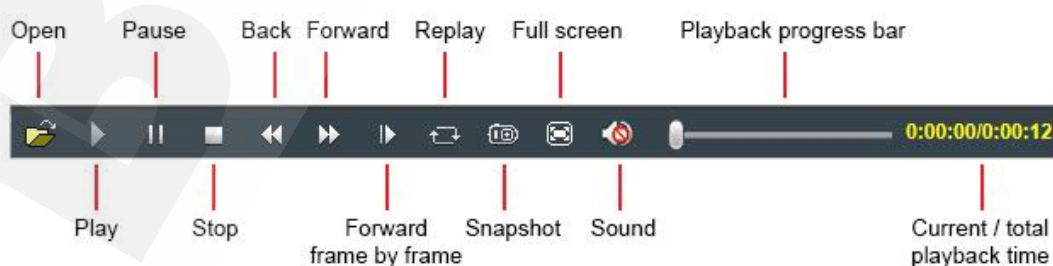 Open Pause Back Forward Replay Full screen Playback progress bar
0:00:00/0:00:12
Play Stop Forward Snapshot Sound Current / total
frame by frame playback time